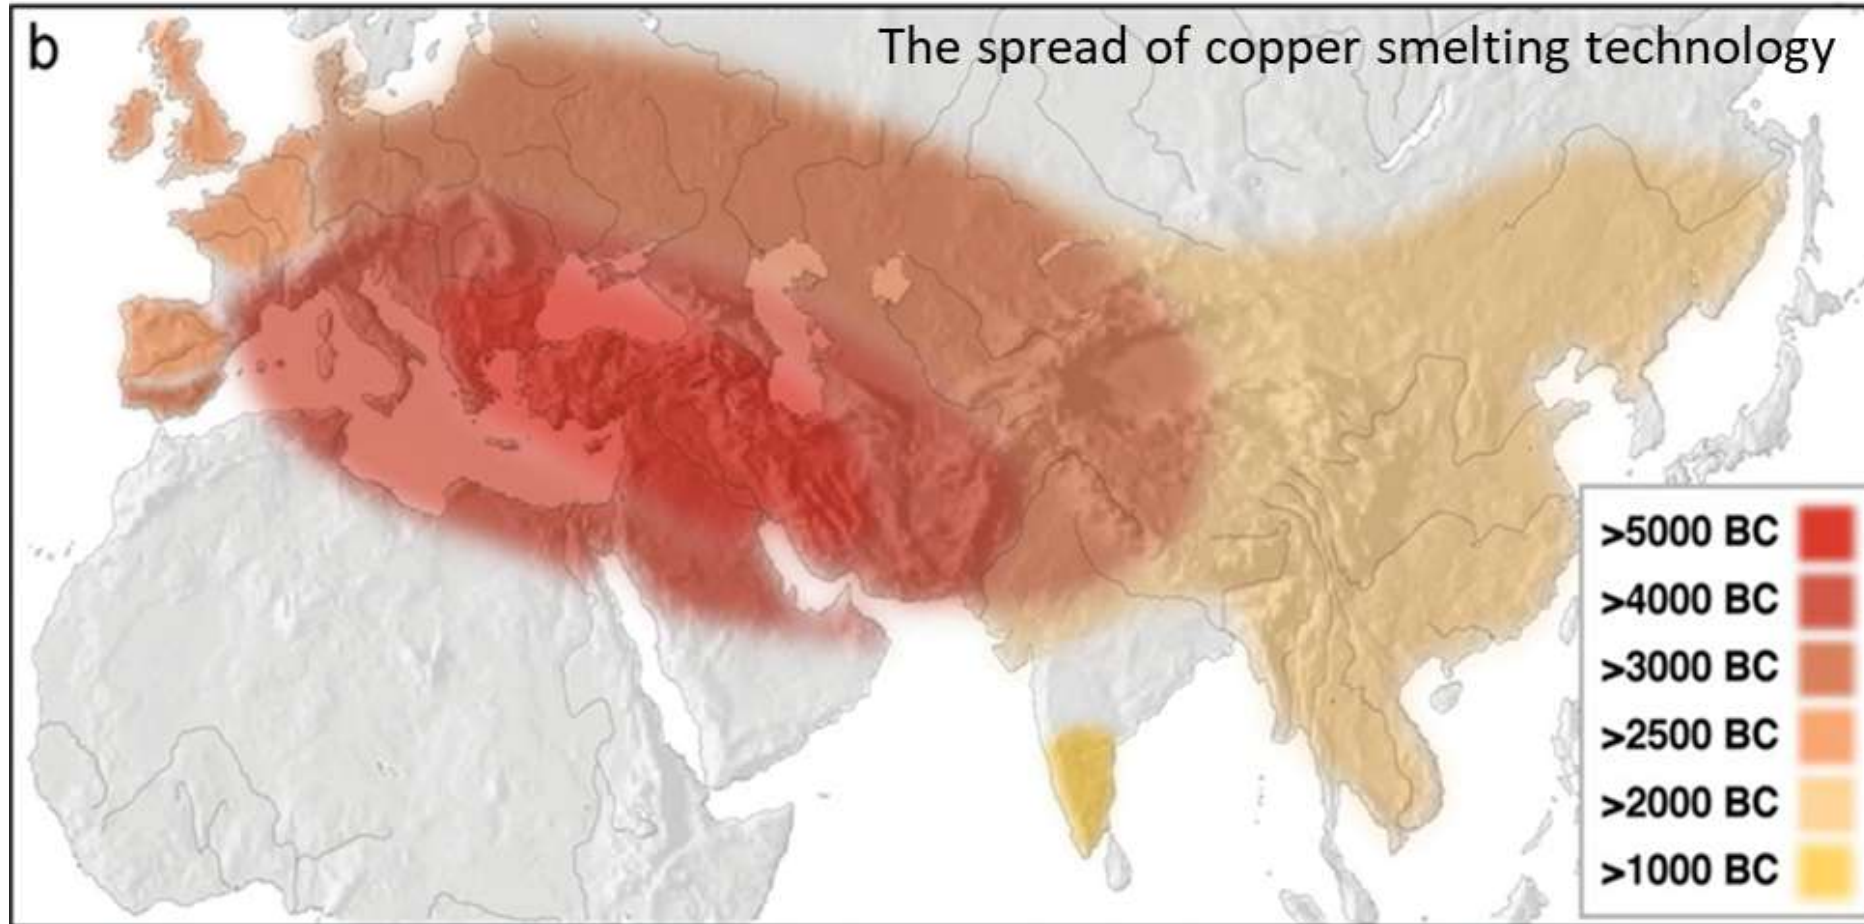 b
The spread of copper smelting technology
>5000 BC
>4000 BC
>3000 BC
>2500 BC
>2000 BC
>1000 BC